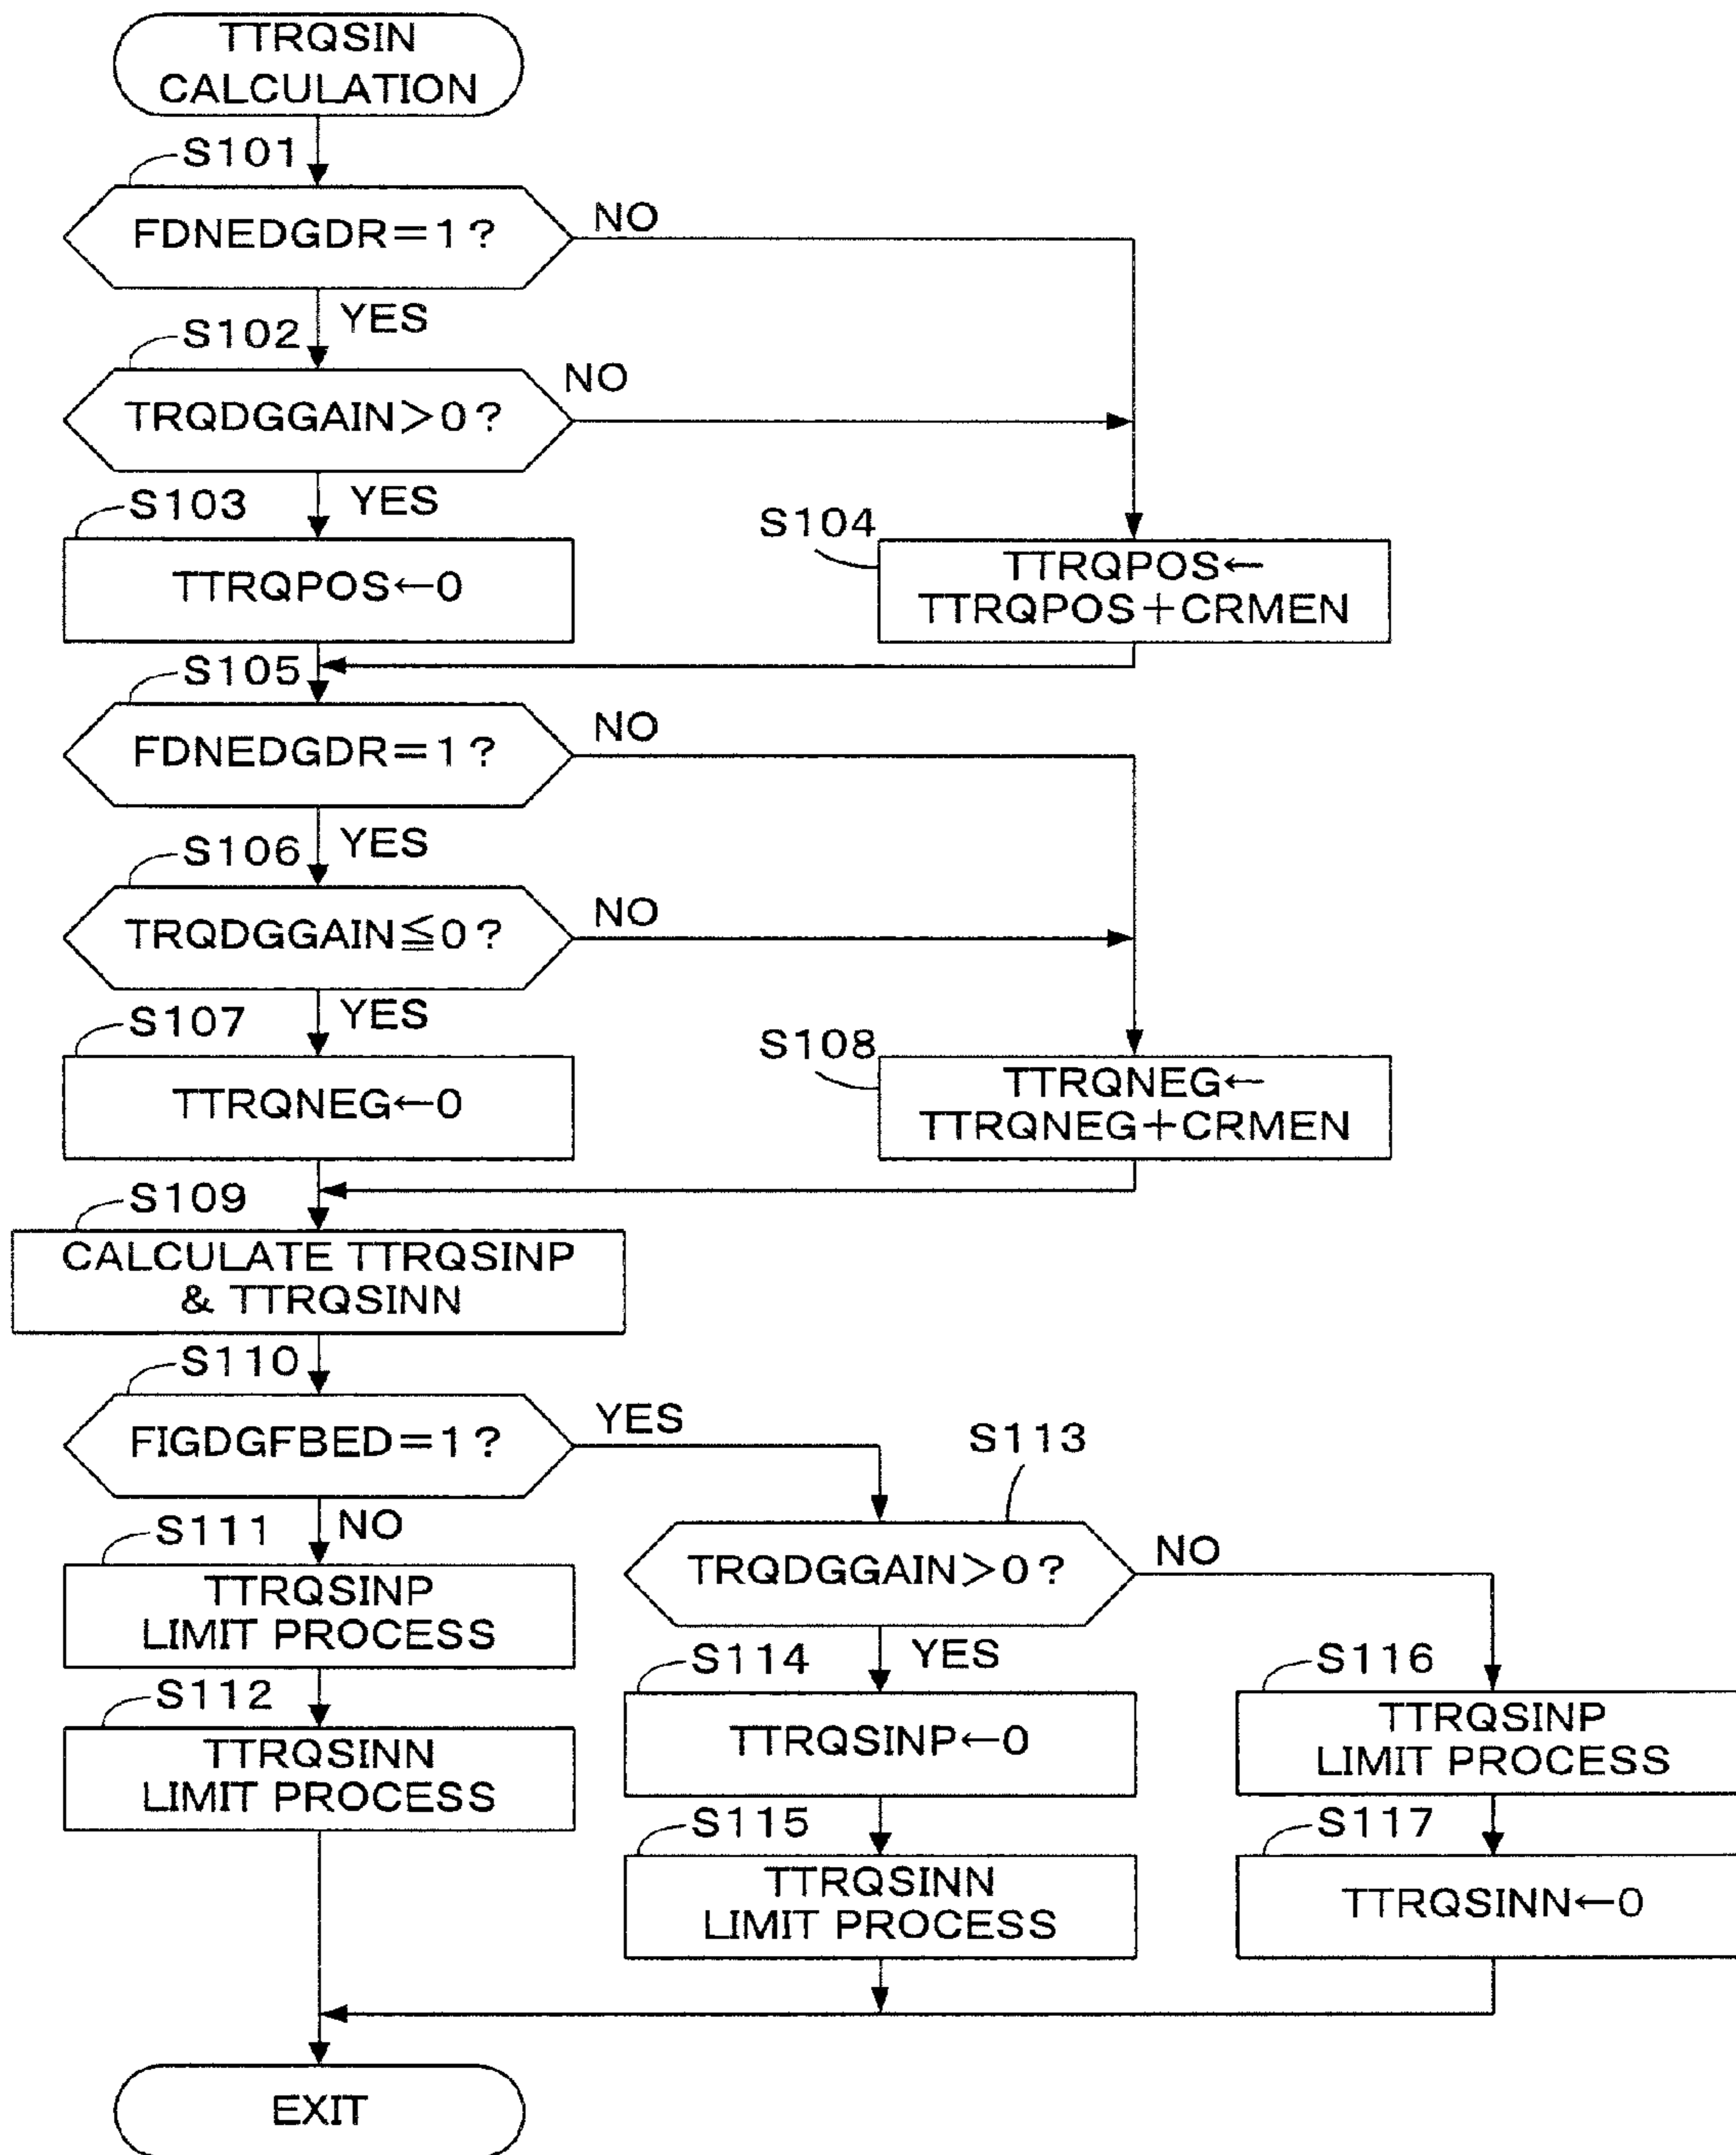 TTRQSIN
CALCULATION
S101
FDNEDGDR=1?
NO
YES
S102
TRQDGGAIN>0?
NO
YES
S103
TTRQPOS←0
S104
TTRQPOS←
TTRQPOS+CRMEN
S105
FDNEDGDR=1?
NO
YES
S106
TRQDGGAIN≦0?
NO
YES
S107
TTRQNEG←0
S108
TTRQNEG←
TTRQNEG+CRMEN
S109
CALCULATE TTRQSINP
& TTRQSINN
S110
FIGDGFBED=1?
YES
NO
S111
TTRQSINP
LIMIT PROCESS
S112
TTRQSINN
LIMIT PROCESS
S113
TRQDGGAIN>0?
NO
YES
S114
TTRQSINP←0
S115
TTRQSINN
LIMIT PROCESS
S116
TTRQSINP
LIMIT PROCESS
S117
TTRQSINN←0
EXIT